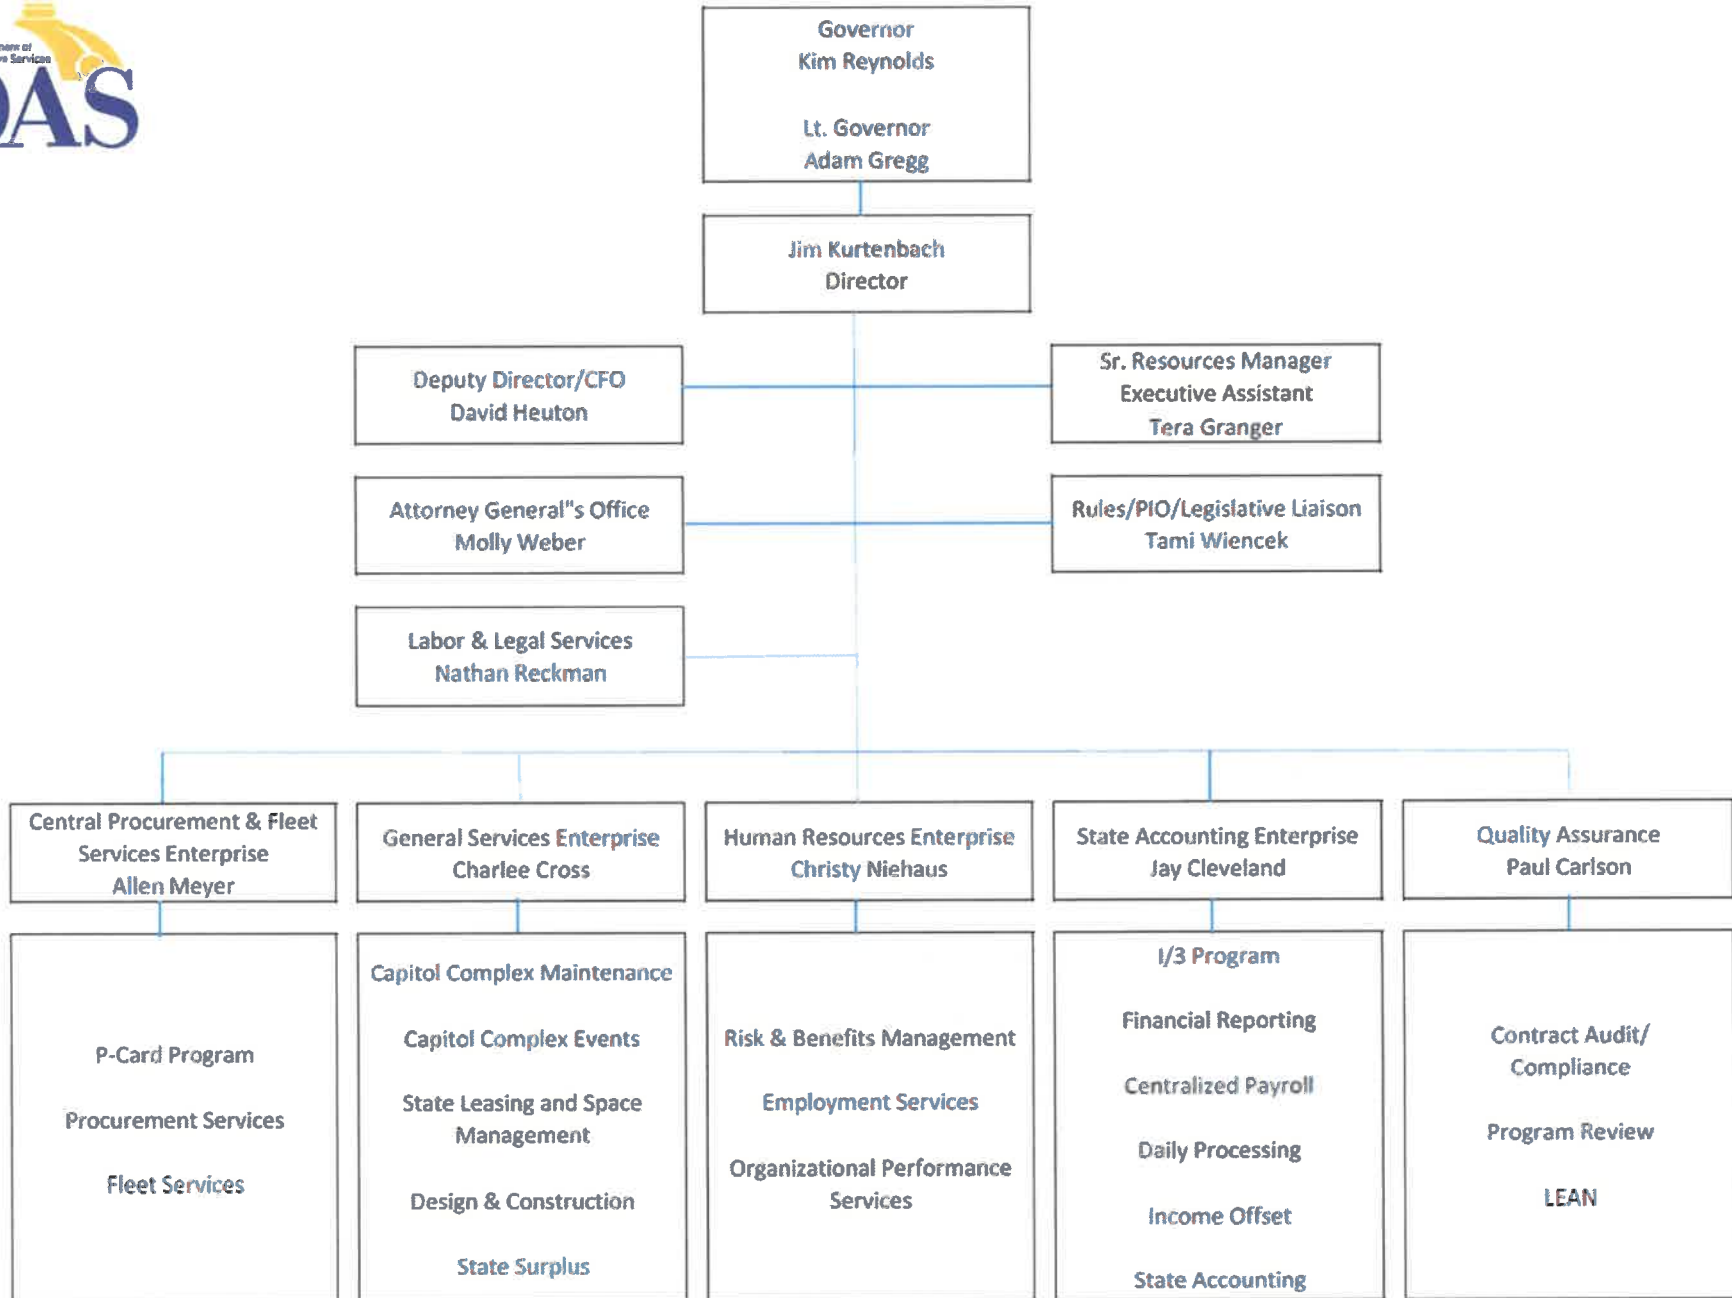 Services
DAS
Governor
Kim Reynolds
Lt. Governor
Adam Gregg
Jim Kurtenbach
Director
Deputy Director/CFO
David Heuton
Sr. Resources Manager
Executive Assistant
Tera Granger
Attorney General"s Office
Molly Weber
Rules/PIO/Legislative Liaison
Tami Wiencek
Labor & Legal Services
Nathan Reckman
Central Procurement & Fleet
Services Enterprise
Allen Meyer
General Services Enterprise
Charlee Cross
Human Resources Enterprise
Christy Niehaus
State Accounting Enterprise
Jay Cleveland
Quality Assurance
Paul Carlson
P-Card Program
Procurement Services
Fleet Services
Capitol Complex Maintenance
Capitol Complex Events
State Leasing and Space
Management
Design & Construction
State Surplus
Risk & Benefits Management
Employment Services
Organizational Performance
Services
I/3 Program
Financial Reporting
Centralized Payroll
Daily Processing
Income Offset
State Accounting
Contract Audit/
Compliance
Program Review
LEAN